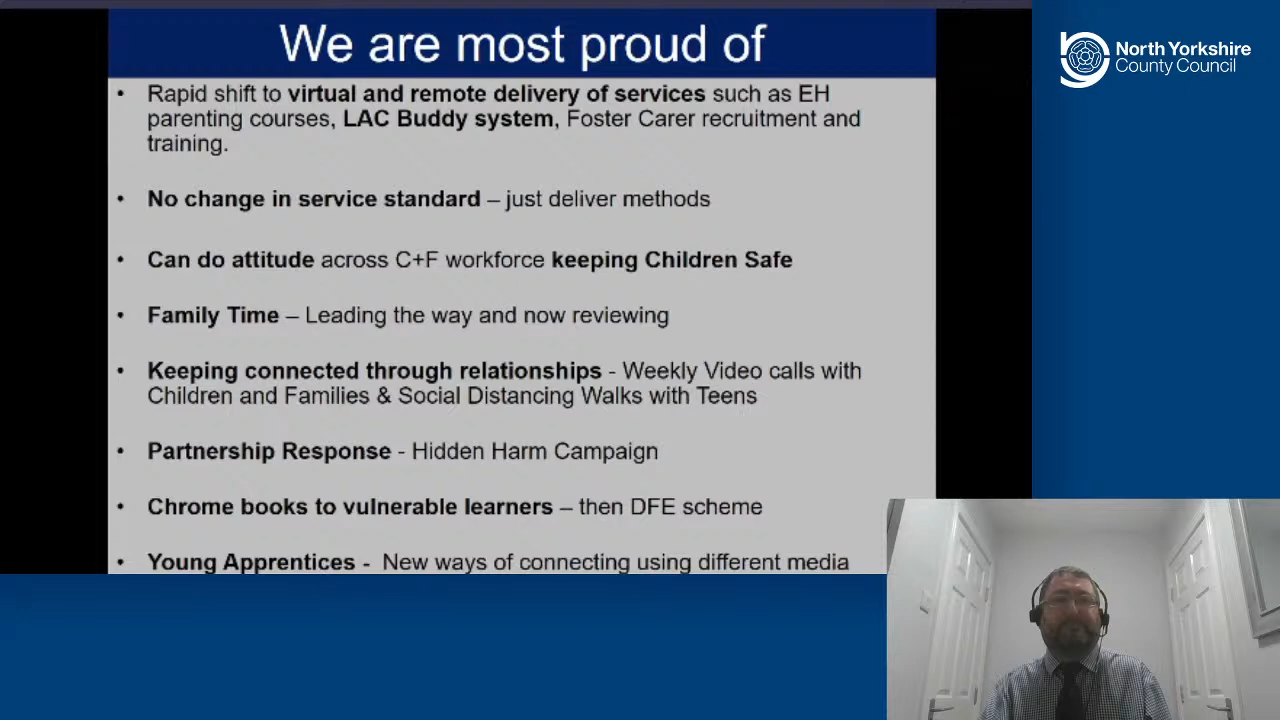 We are most proud of
North Yorkshire
County Council
• Rapid shift to virtual and remote delivery of services such as EH
parenting courses, LAC Buddy system, Foster Carer recruitment and
training.
• No change in service standard – just deliver methods
• Can do attitude across C+F workforce keeping Children Safe
• Family Time – Leading the way and now reviewing
• Keeping connected through relationships - Weekly Video calls with
Children and Families & Social Distancing Walks with Teens
• Partnership Response - Hidden Harm Campaign
• Chrome books to vulnerable learners – then DFE scheme
• Young Apprentices - New ways of connecting using different media